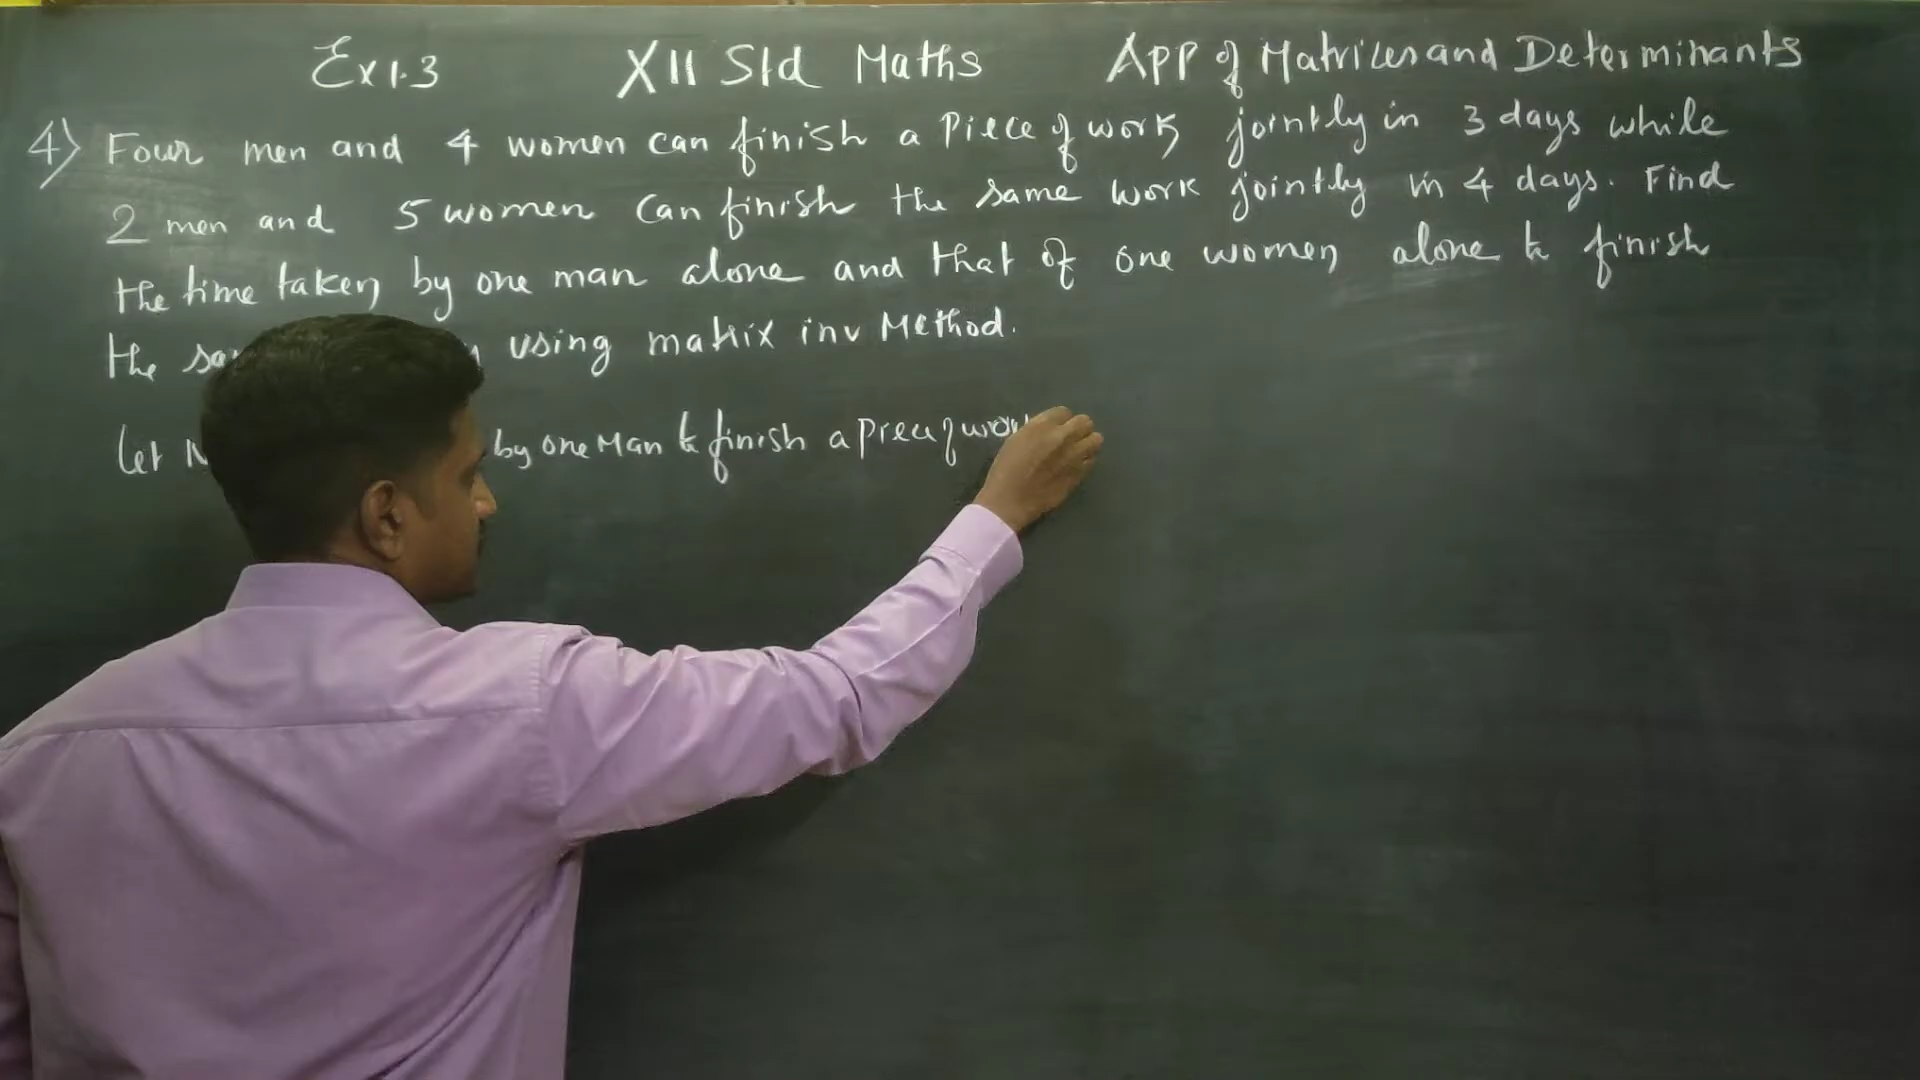 Ex 1.3 XII Std Maths App of Matrices and Determinants
4) Four men and 4 women can finish a piece of work jointly in 3 days while
2 men and 5 women can finish the same work jointly in 4 days. Find
the time taken by one man alone and that of one women alone to finish
the using matrix inv Method.
Let by one Man to finish a piece of work